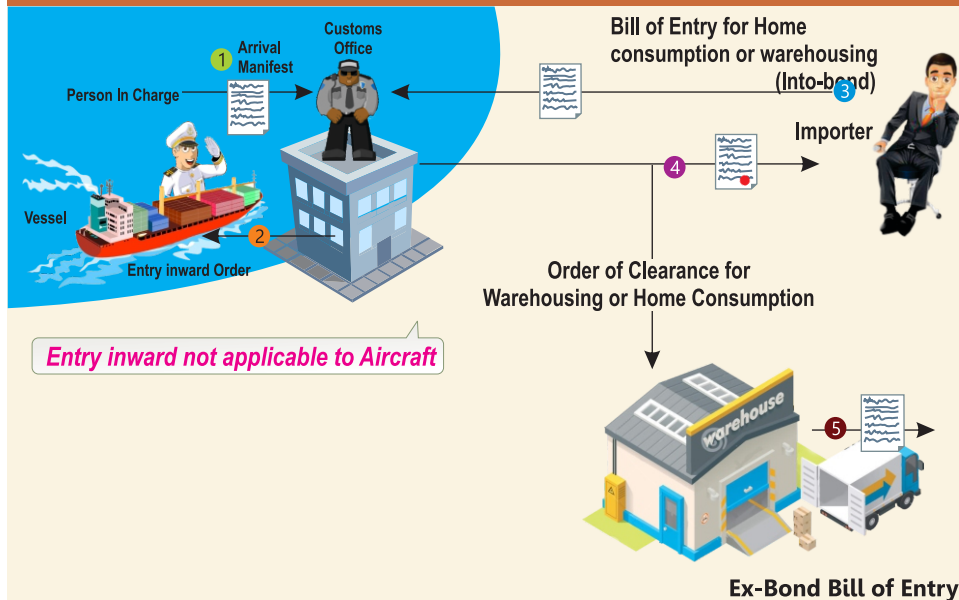 Customs
Office
1
Arrival
Manifest
Person In Charge
Bill of Entry for Home
consumption or warehousing
(Into-bond)
3
Importer
4
Vessel
2
Entry inward Order
Order of Clearance for
Warehousing or Home Consumption
Entry inward not applicable to Aircraft
warehouse
5
Ex-Bond Bill of Entry